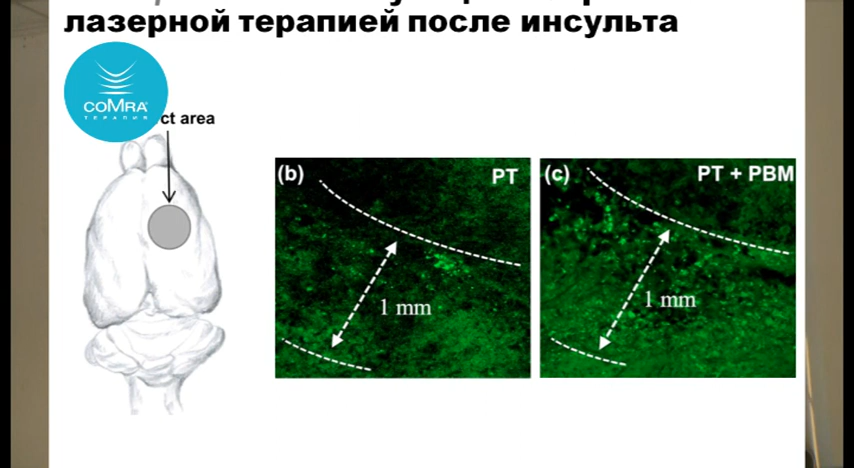 лазерной терапией после инсульта
coMRA
ТЕРАПИЯ
ct area
(b)
PT
(c)
PT + PBM
1 mm
1 mm